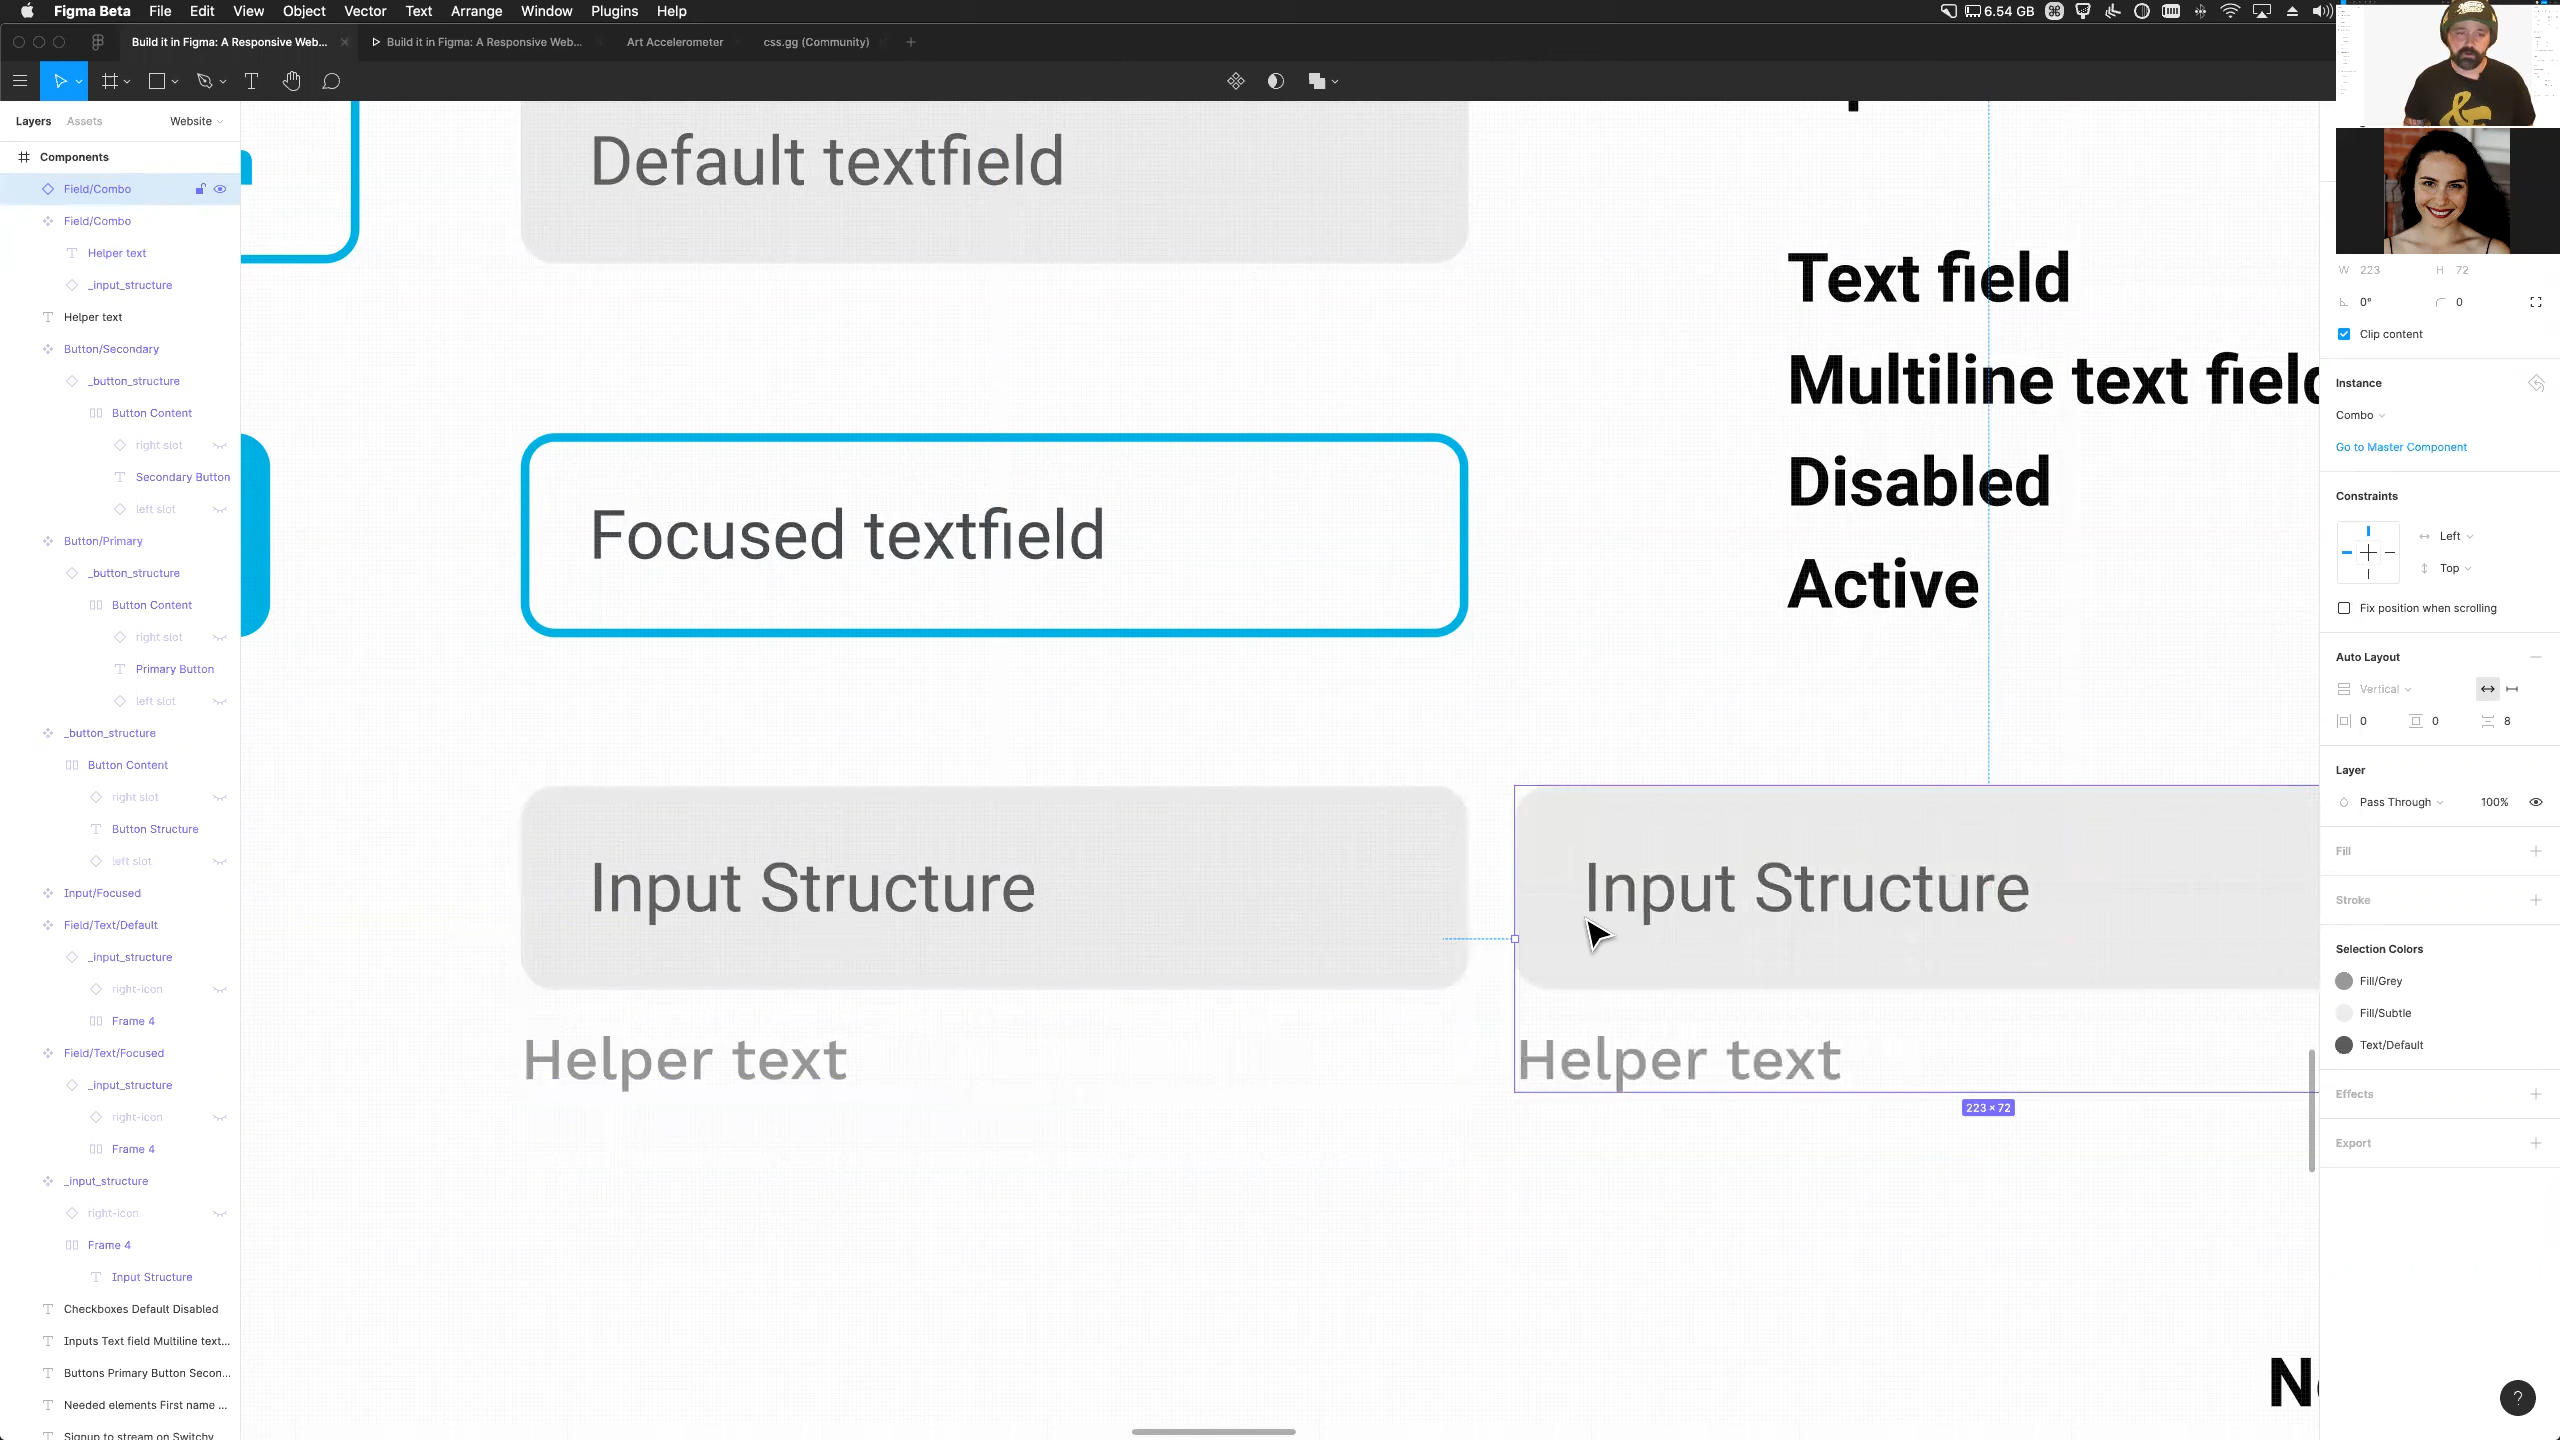 Figma Beta File Edit View Object Vector Text Arrange Window Plugins Help
6.54 GB
Build it in Figma: A Responsive Web...
Build it in Figma: A Responsive Web...
Art Accelerometer
css.gg (Community)
Layers Assets Website
Components
Field/Combo
Field/Combo
Helper text
_input_structure
Helper text
Button/Secondary
_button_structure
Button Content
right slot
Secondary Button
left slot
Button/Primary
_button_structure
Button Content
right slot
Primary Button
left slot
_button_structure
Button Content
right slot
Button Structure
left slot
Input/Focused
Field/Text/Default
_input_structure
right-icon
Frame 4
Field/Text/Focused
_input_structure
right-icon
Frame 4
_input_structure
right-icon
Frame 4
Input Structure
Checkboxes Default Disabled
Inputs Text field Multiline text...
Buttons Primary Button Secon...
Needed elements First name ...
Signup to stream on Switchy
Default textfield
Focused textfield
Input Structure
Helper text
Text field
Multiline text field
Disabled
Active
Input Structure
Helper text
223 × 72
W 223 H 72
0° 0
Clip content
Instance
Combo
Go to Master Component
Constraints
Left
Top
Fix position when scrolling
Auto Layout
Vertical
0 0 8
Layer
Pass Through 100%
Fill
Stroke
Selection Colors
Fill/Grey
Fill/Subtle
Text/Default
Effects
Export
?